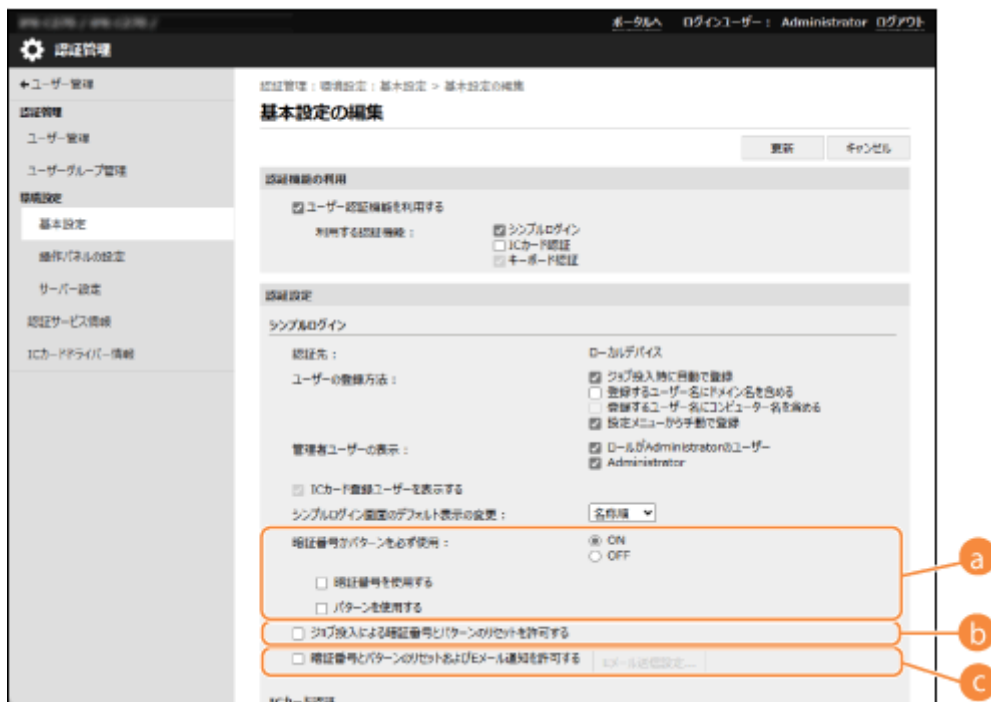 ポータルへ ログインユーザー： Administrator ログアウト
認証管理
←ユーザー管理
認証管理
ユーザー管理
ユーザーグループ管理
環境設定
基本設定
操作パネルの設定
サーバー設定
認証サービス情報
ICカードドライバー情報
認証管理：環境設定：基本設定 > 基本設定の編集
基本設定の編集
更新 キャンセル
認証機能の利用
ユーザー認証機能を利用する
利用する認証機能： シンプルログイン
ICカード認証
キーボード認証
認証設定
シンプルログイン
認証先： ローカルデバイス
ユーザーの登録方法： ジョブ投入時に自動で登録
登録するユーザー名にドメイン名を含める
登録するユーザー名にコンピューター名を含める
設定メニューから手動で登録
管理者ユーザーの表示： ロールがAdministratorのユーザー
Administrator
ICカード登録ユーザーを表示する
シンプルログイン画面のデフォルト表示の変更： 名称順
暗証番号かパターンを必ず使用： ON
OFF
a
暗証番号を使用する
パターンを使用する
ジョブ投入による暗証番号とパターンのリセットを許可する
b
暗証番号とパターンのリセットおよびEメール通知を許可する Eメール送信設定...
c
ICカード認証